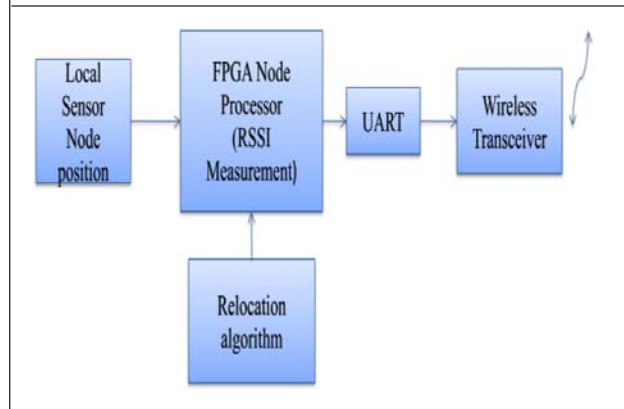 Local
Sensor
Node
position
FPGA Node
Processor
(RSSI
Measurement)
UART
Wireless
Transceiver
Relocation
algorithm